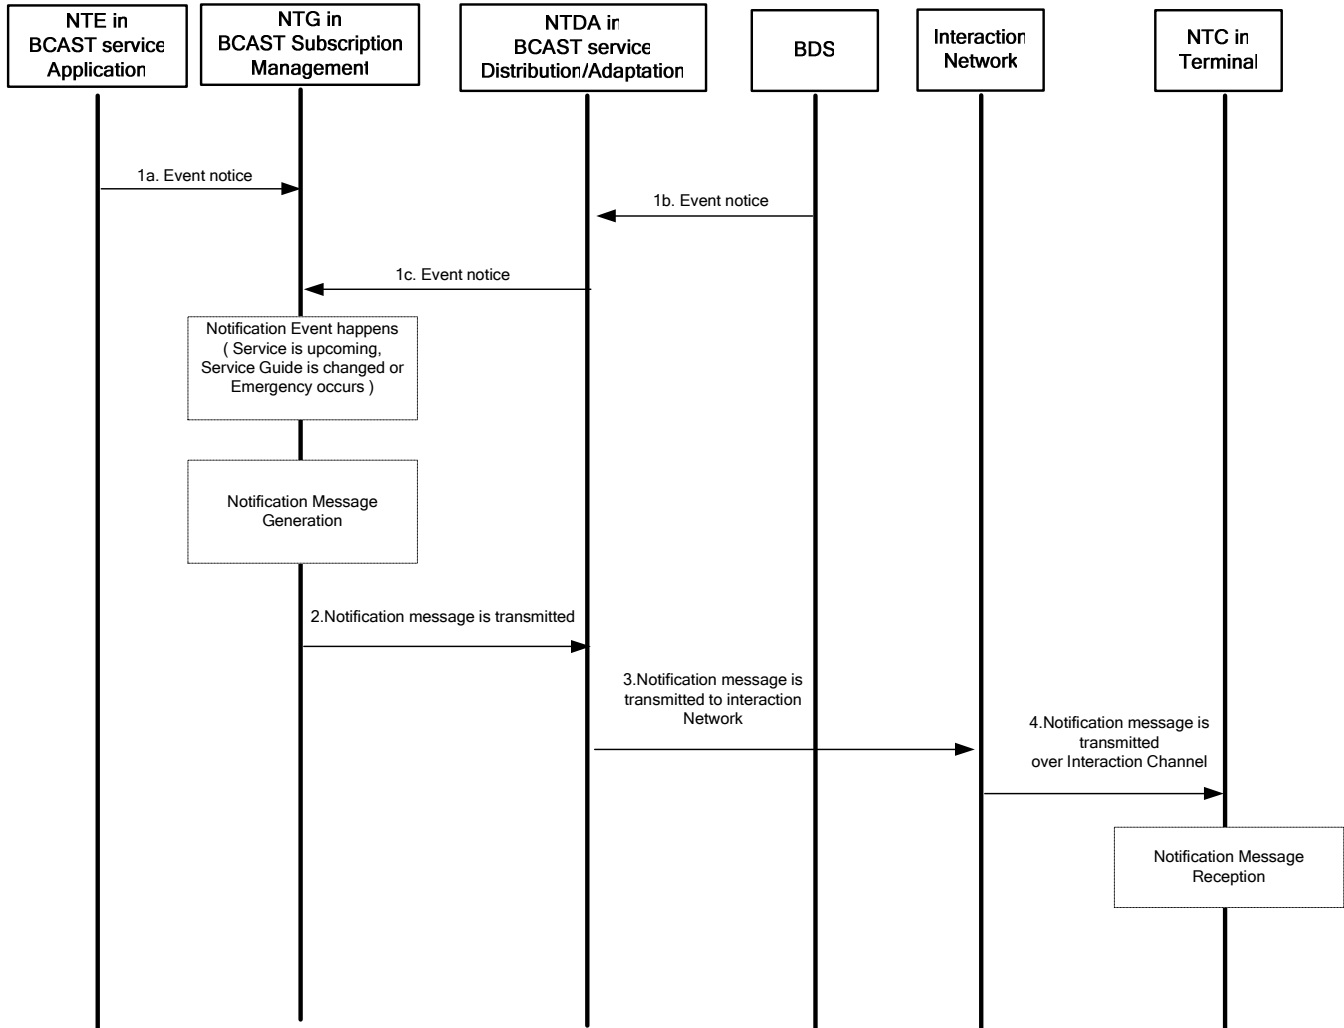 NTE in
BCAST service
Application
NTG in
BCAST Subscription
Management
NTDA in
BCAST service
Distribution/Adaptation
BDS
Interaction
Network
NTC in
Terminal
1a. Event notice
1b. Event notice
1c. Event notice
Notification Event happens
( Service is upcoming,
Service Guide is changed or
Emergency occurs )
Notification Message
Generation
2.Notification message is transmitted
3.Notification message is
transmitted to interaction
Network
4.Notification message is
transmitted
over Interaction Channel
Notification Message
Reception